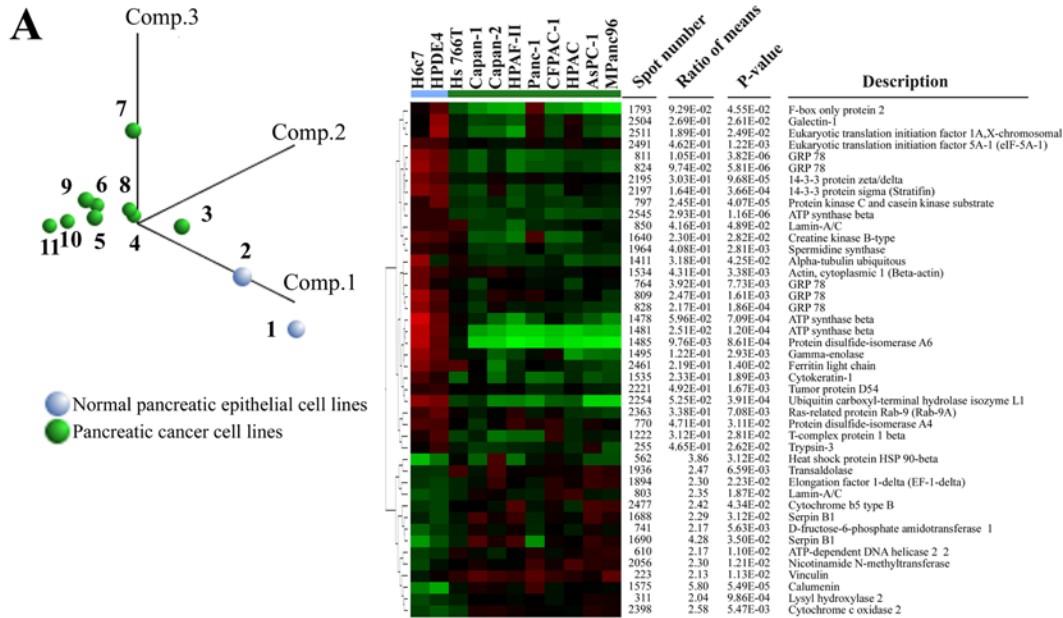 A
Comp.3
Comp.2
Comp.1
7
9
6
8
3
11
10
5
4
2
1
Normal pancreatic epithelial cell lines
Pancreatic cancer cell lines
H6c7
HPDE4
Hs 766T
Capan-1
Capan-2
HPAF-II
Panc-1
CFPAC-1
HPAC
AsPC-1
MPanc96
Spot number Ratio of means P-value Description
1793 9.29E-02 4.55E-02 F-box only protein 2
2504 2.69E-01 2.61E-02 Galectin-1
2511 1.89E-01 2.49E-02 Eukaryotic translation initiation factor 1A,X-chromosomal
2491 4.62E-01 1.22E-03 Eukaryotic translation initiation factor 5A-1 (eIF-5A-1)
811 1.05E-01 3.82E-06 GRP 78
824 9.74E-02 5.81E-06 GRP 78
2195 3.03E-01 9.68E-05 14-3-3 protein zeta/delta
2197 1.64E-01 3.66E-04 14-3-3 protein sigma (Stratifin)
797 2.45E-01 4.07E-05 Protein kinase C and casein kinase substrate
2545 2.93E-01 1.16E-06 ATP synthase beta
850 4.16E-01 4.89E-02 Lamin-A/C
1640 2.30E-01 2.82E-02 Creatine kinase B-type
1964 4.08E-01 2.81E-03 Spermidine synthase
1411 3.18E-01 4.25E-02 Alpha-tubulin ubiquitous
1534 4.31E-01 3.38E-03 Actin, cytoplasmic 1 (Beta-actin)
764 3.92E-01 7.73E-03 GRP 78
809 2.47E-01 1.61E-03 GRP 78
828 2.17E-01 1.86E-04 GRP 78
1478 5.96E-02 7.09E-04 ATP synthase beta
1481 2.51E-02 1.20E-04 ATP synthase beta
1485 9.76E-03 8.61E-04 Protein disulfide-isomerase A6
1495 1.22E-01 2.93E-03 Gamma-enolase
2461 2.19E-01 1.40E-02 Ferritin light chain
1535 2.33E-01 1.89E-03 Cytokeratin-1
2221 4.92E-01 1.67E-03 Tumor protein D54
2254 5.25E-02 3.91E-04 Ubiquitin carboxyl-terminal hydrolase isozyme L1
2363 3.38E-01 7.08E-03 Ras-related protein Rab-9 (Rab-9A)
770 4.71E-01 3.11E-02 Protein disulfide-isomerase A4
1222 3.12E-01 2.81E-02 T-complex protein 1 beta
255 4.65E-01 2.62E-02 Trypsin-3
562 3.86 3.12E-02 Heat shock protein HSP 90-beta
1936 2.47 6.59E-03 Transaldolase
1894 2.30 2.23E-02 Elongation factor 1-delta (EF-1-delta)
803 2.35 1.87E-02 Lamin-A/C
2477 2.42 4.34E-02 Cytochrome b5 type B
1688 2.29 3.12E-02 Serpin B1
741 2.17 5.63E-03 D-fructose-6-phosphate amidotransferase 1
1690 4.28 3.50E-02 Serpin B1
610 2.17 1.10E-02 ATP-dependent DNA helicase 2 2
2056 2.30 1.21E-02 Nicotinamide N-methyltransferase
223 2.13 1.13E-02 Vinculin
1575 5.80 5.49E-05 Calumenin
311 2.04 9.86E-04 Lysyl hydroxylase 2
2398 2.58 5.47E-03 Cytochrome c oxidase 2